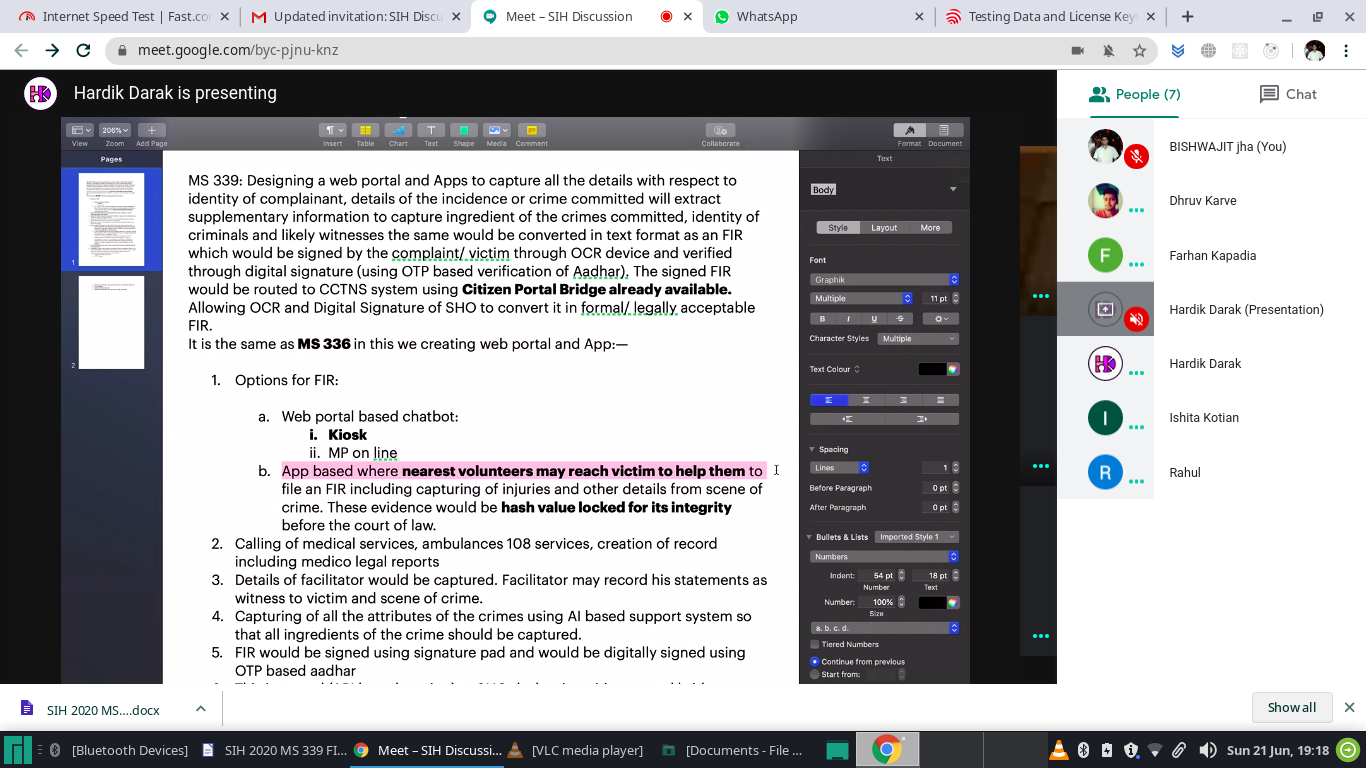 Internet Speed Test | Fast.co
Updated invitation: SIH Discu
Meet – SIH Discussion
WhatsApp
Testing Data and License Key
meet.google.com/byc-pjnu-knz
Hardik Darak is presenting
People (7)
Chat
206%
View
Zoom
Add Page
Insert
Table
Chart
Text
Shape
Media
Comment
Collaborate
Format
Document
Pages
1
2
MS 339: Designing a web portal and Apps to capture all the details with respect to
Identity of complainant, details of the incidence or crime committed will extract
supplementary information to capture ingredient of the crimes committed, identity of
criminals and likely witnesses the same would be converted in text format as an FIR
which would be signed by the complaint/ victim through OCR device and verified
through digital signature (using OTP based verification of Aadhar). The signed FIR
would be routed to CCTNS system using Citizen Portal Bridge already available.
Allowing OCR and Digital Signature of SHO to convert it in formal/ legally acceptable
FIR.
It is the same as MS 336 in this we creating web portal and App:—
1. Options for FIR:
a. Web portal based chatbot:
i. Kiosk
ii. MP on line
b. App based where nearest volunteers may reach victim to help them to
file an FIR including capturing of injuries and other details from scene of
crime. These evidence would be hash value locked for its integrity
before the court of law.
2. Calling of medical services, ambulances 108 services, creation of record
including medico legal reports
3. Details of facilitator would be captured. Facilitator may record his statements as
witness to victim and scene of crime.
4. Capturing of all the attributes of the crimes using AI based support system so
that all ingredients of the crime should be captured.
5. FIR would be signed using signature pad and would be digitally signed using
OTP based aadhar
Text
Body
Style
Layout
More
Font
Graphik
Multiple
11 pt
B
I
U
S
Character Styles
Multiple
Text Colour
Spacing
Lines
1
Before Paragraph
0 pt
After Paragraph
0 pt
Bullets & Lists
Imported Style 1
Numbers
Indent:
54 pt
18 pt
Number
Text
Number:
100%
Size
a. b. c. d.
Tiered Numbers
Continue from previous
Start from:
BISHWAJIT jha (You)
Dhruv Karve
F
Farhan Kapadia
Hardik Darak (Presentation)
Hardik Darak
I
Ishita Kotian
R
Rahul
SIH 2020 MS....docx
Show all
[Bluetooth Devices]
SIH 2020 MS 339 FI...
Meet – SIH Discussi...
[VLC media player]
[Documents - File ...
Sun 21 Jun, 19:18